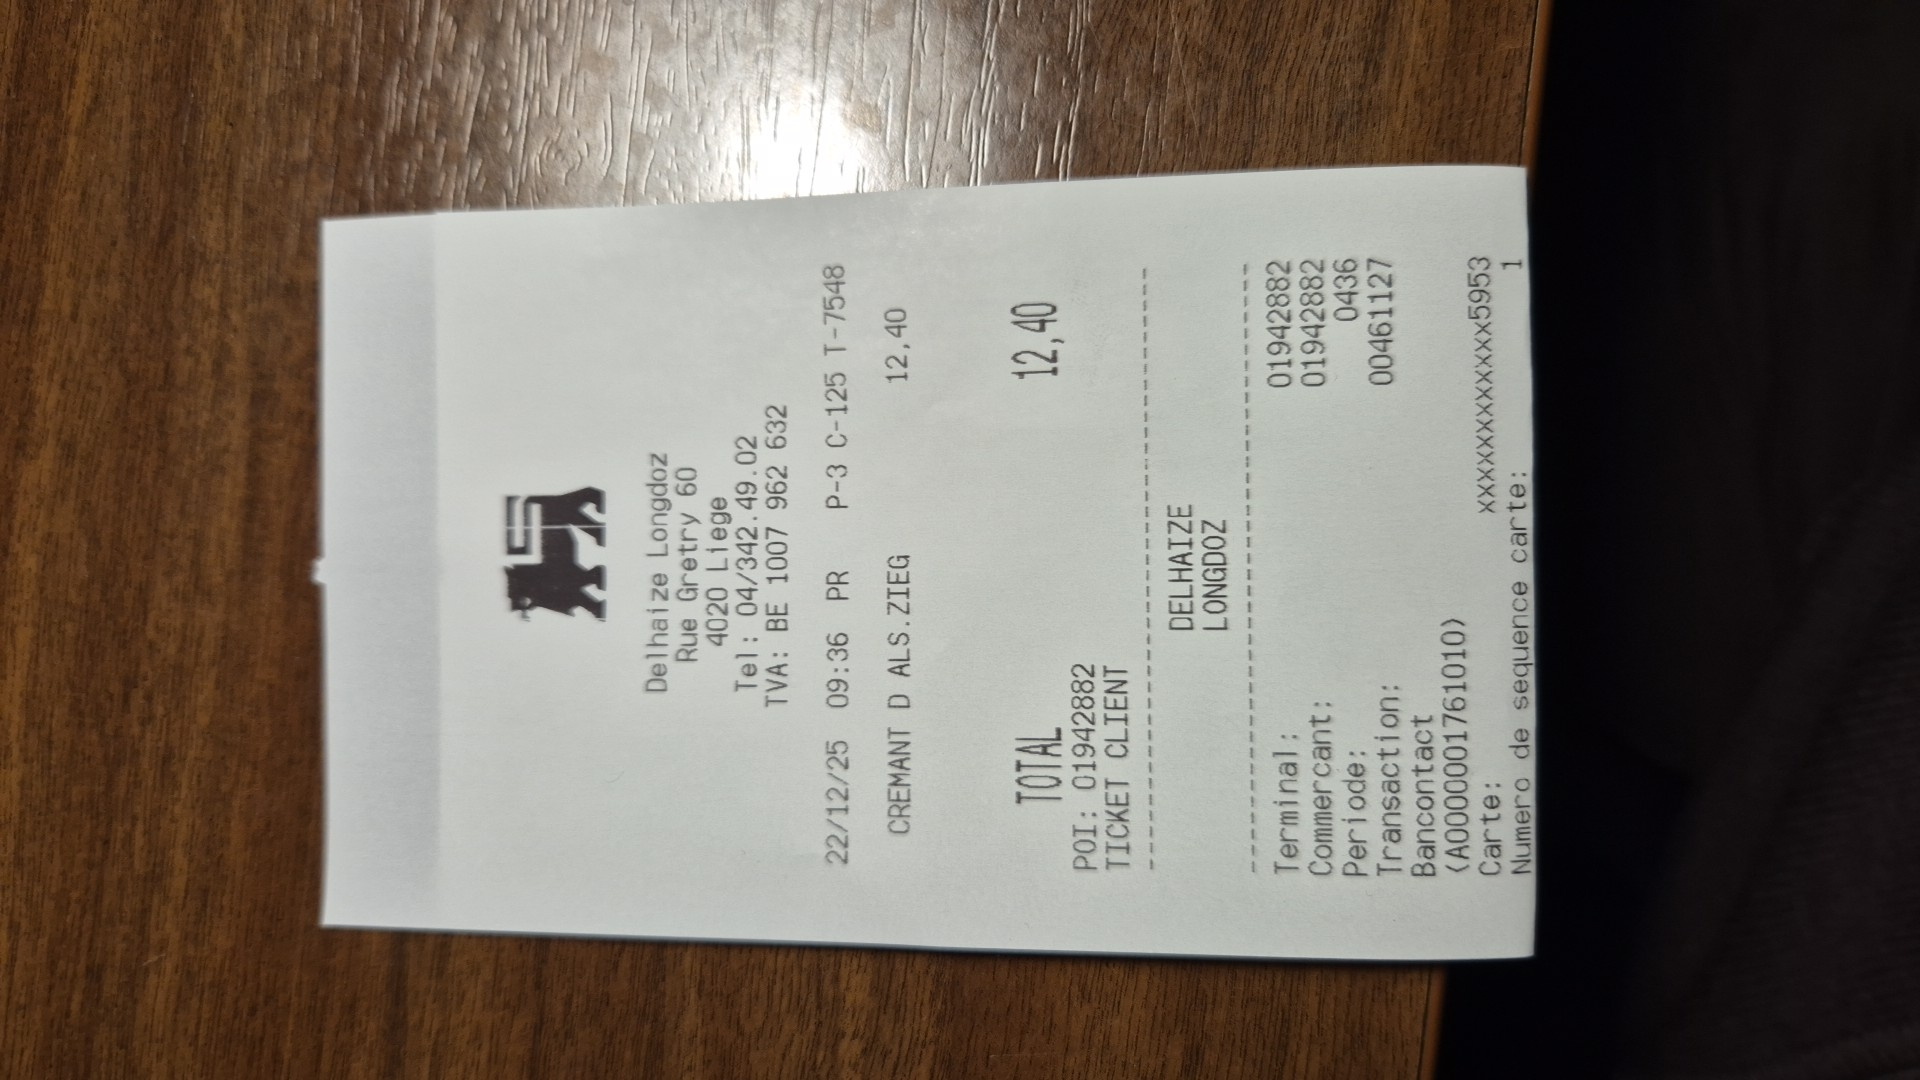 Delhaize Longdoz
Rue Gretry 60
4020 Liege
Tel: 04/342.49.02
TVA: BE 1007 962 632
22/12/25 09:36 PR P-3 C-125 T-7548
CREMANT D ALS.ZIEG 12,40
TOTAL 12,40
POI: 01942882
TICKET CLIENT
--------------------------------------
DELHAIZE
LONGDOZ
--------------------------------------
Terminal: 01942882
Commercant: 01942882
Periode: 0436
Transaction: 00461127
Bancontact
(A0000001761010)
Carte: xxxxxxxxxxxxx5953
Numero de sequence carte: 1